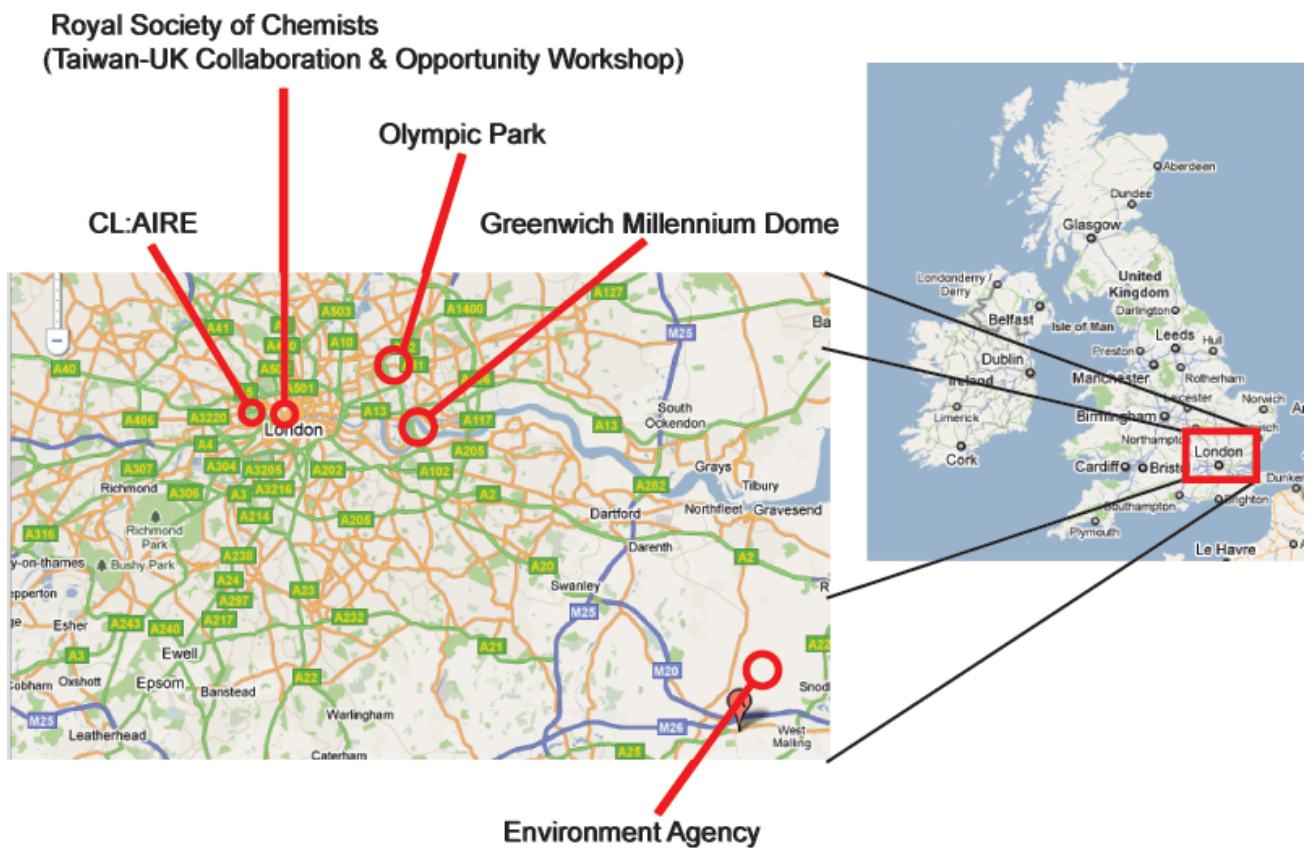 Royal Society of Chemists
(Taiwan-UK Collaboration & Opportunity Workshop)
Olympic Park
CL:AIRE
Greenwich Millennium Dome
Aberdeen
Dundee
Glasgow
Londonderry /
Derry
United
Kingdom
Belfast
Isle of Man
Darlington
Leeds
Hull
Preston
Dublin
Manchester
Rotherham
Ireland
Limerick
Leicester
Norwich
Birmingham
Northampton
Cork
London
Cardiff
Brighton
Southampton
Plymouth
Le Havre
A127
A503
A1400
M25
A41
A10
A40
A501
A13
A406
A3220
A117
London
South
Ockendon
A13
A4
A205
A307
A304
A3205
A202
A102
Grays
Tilbury
A282
Richmond
A306
A3
A3216
A2
Northfleet
Gravesend
A214
A205
Dartford
A316
Richmond
Park
Darenth
A2
y-on-thames
Bushy Park
A238
A20
A24
A23
Swanley
epperton
A297
M25
Esher
A243
A240
A217
A232
A21
A3
Ewell
M20
Cobham
Oxshott
Epsom
Banstead
A22
Snodl
M25
Warlingham
M26
West
Malling
Leatherhead
Caterham
A25
Environment Agency